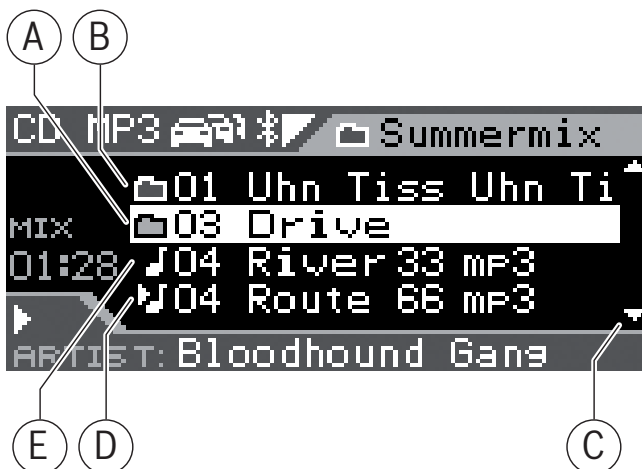 A B
CD MP3 Summermix
01 Uhn Tiss Uhn Ti
MIX 03 Drive
01:28 04 River 33 mp3
04 Route 66 mp3
ARTIST: Bloodhound Gang
E D C